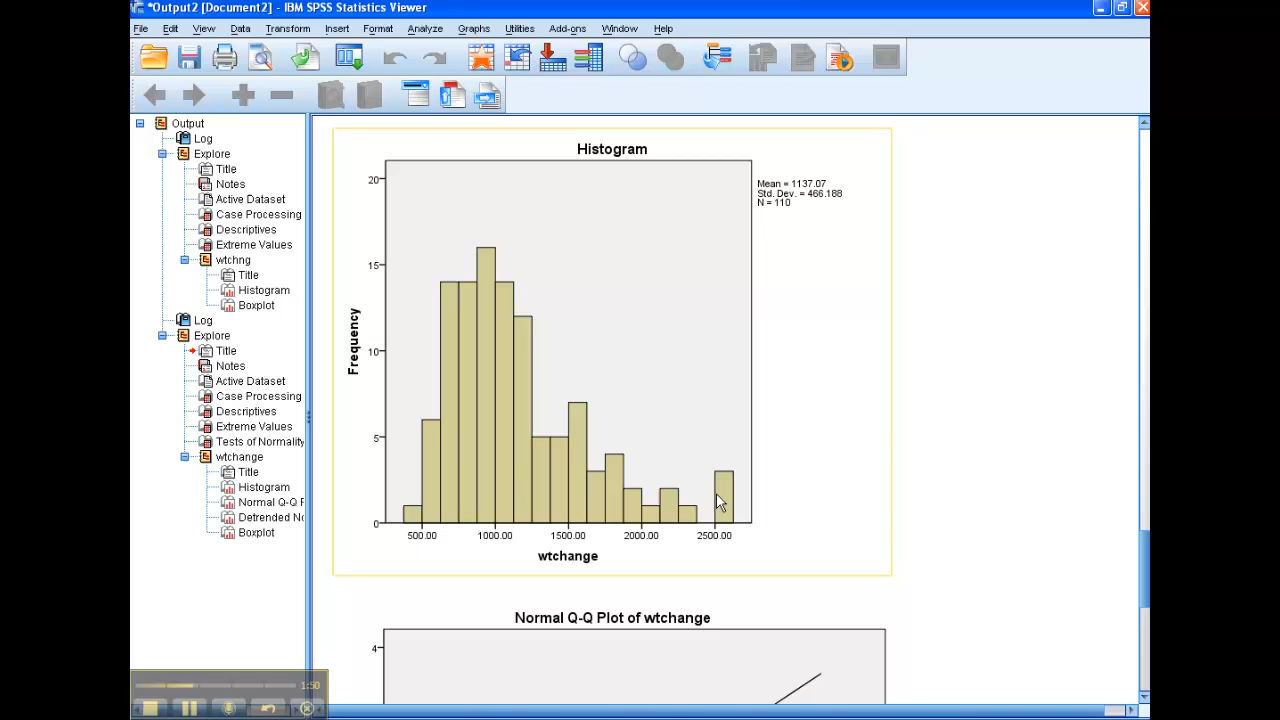 *Output2 [Document2] - IBM SPSS Statistics Viewer
File Edit View Data Transform Insert Format Analyze Graphs Utilities Add-ons Window Help
Output
Log
Explore
Title
Notes
Active Dataset
Case Processing
Descriptives
Extreme Values
wtchng
Title
Histogram
Boxplot
Log
Explore
Title
Notes
Active Dataset
Case Processing
Descriptives
Extreme Values
Tests of Normality
wtchange
Title
Histogram
Normal Q-Q P
Detrended No
Boxplot
Histogram
Mean = 1137.07
Std. Dev. = 466.188
N = 110
Frequency
20
15
10
5
0
500.00 1000.00 1500.00 2000.00 2500.00
wtchange
Normal Q-Q Plot of wtchange
4
1:50